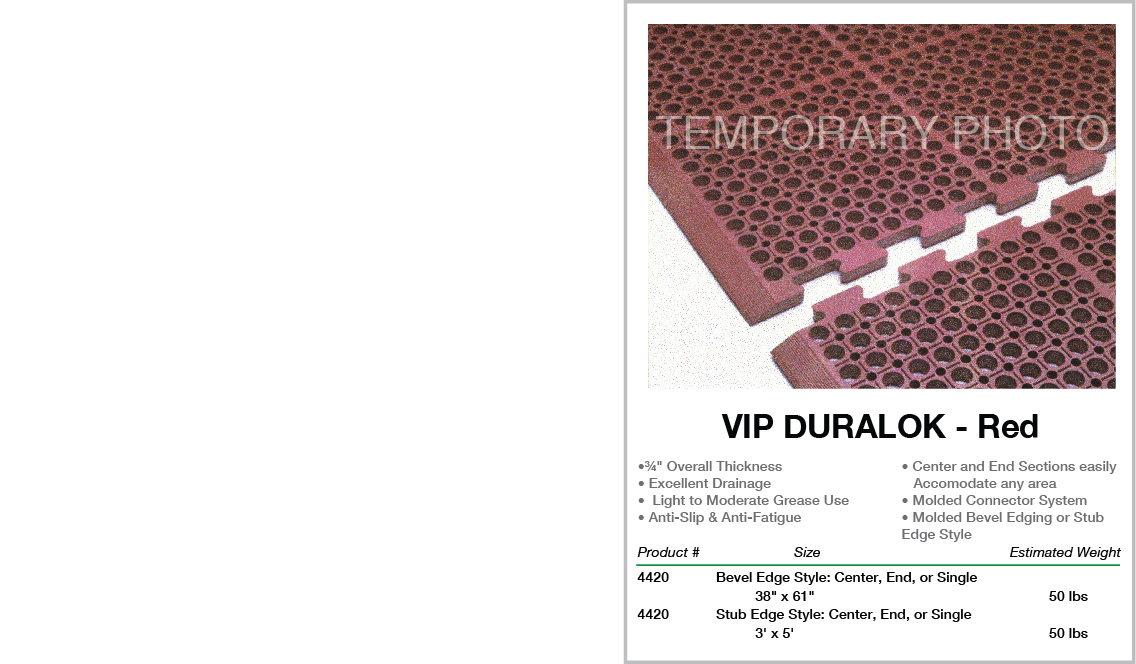 TEMPORARY PHOTO
VIP DURALOK - Red
•¾" Overall Thickness
• Excellent Drainage
• Light to Moderate Grease Use
• Anti-Slip & Anti-Fatigue
• Center and End Sections easily
Accomodate any area
• Molded Connector System
• Molded Bevel Edging or Stub
Edge Style
Product # Size Estimated Weight
4420 Bevel Edge Style: Center, End, or Single
38" x 61" 50 lbs
4420 Stub Edge Style: Center, End, or Single
3' x 5' 50 lbs